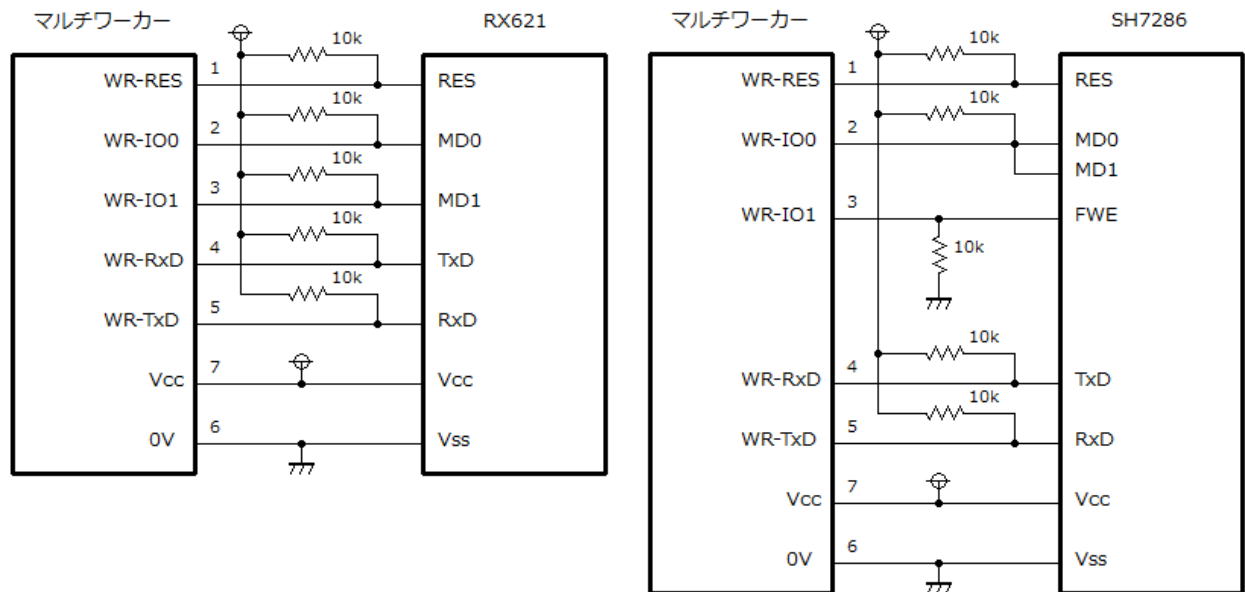 マルチワーカー RX621
10k
WR-RES 1 RES
10k
WR-IO0 2 MD0
10k
WR-IO1 3 MD1
10k
WR-RxD 4 TxD
10k
WR-TxD 5 RxD
Vcc 7 Vcc
0V 6 Vss
マルチワーカー SH7286
10k
WR-RES 1 RES
10k
WR-IO0 2 MD0
MD1
WR-IO1 3 FWE
10k
10k
WR-RxD 4 TxD
10k
WR-TxD 5 RxD
Vcc 7 Vcc
0V 6 Vss